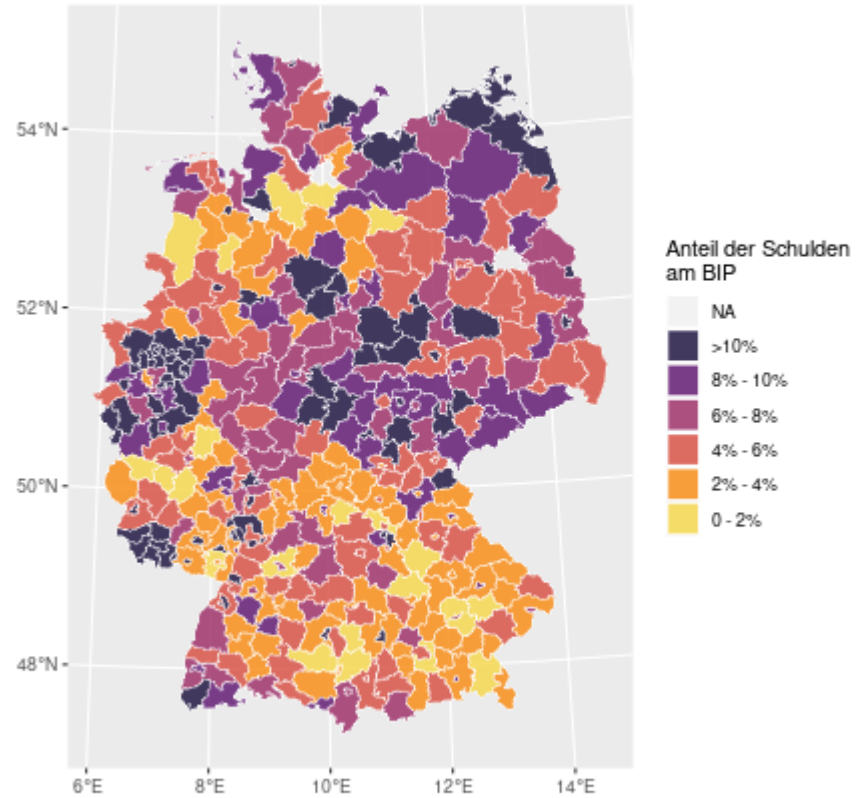 54°N
52°N
50°N
48°N
6°E 8°E 10°E 12°E 14°E
Anteil der Schulden
am BIP
NA
>10%
8% - 10%
6% - 8%
4% - 6%
2% - 4%
0 - 2%